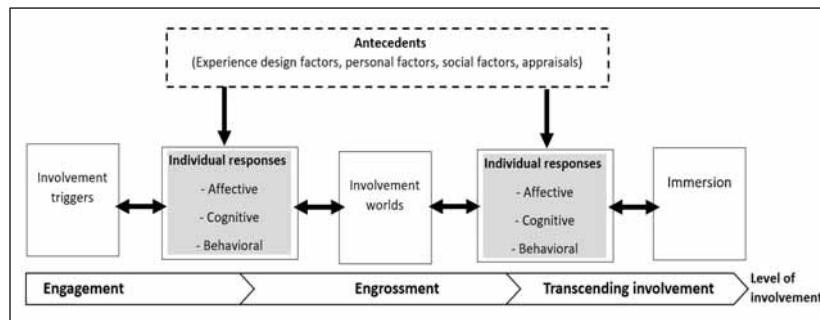 Antecedents
(Experience design factors, personal factors, social factors, appraisals)
Involvement
triggers
Individual responses
- Affective
- Cognitive
- Behavioral
Involvement
worlds
Individual responses
- Affective
- Cognitive
- Behavioral
Immersion
Engagement
Engrossment
Transcending involvement
Level of
involvement